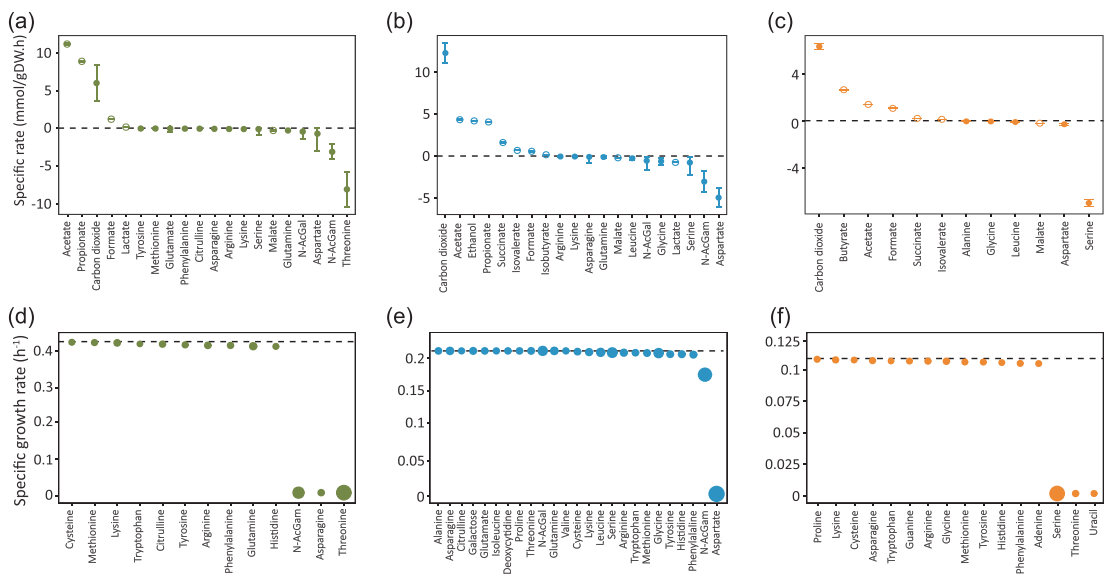 (a)
Specific rate (mmol/gDW.h)
10
5
0
-5
-10
Acetate
Propionate
Carbon dioxide
Formate
Lactate
Tyrosine
Methionine
Glutamate
Phenylalanine
Citrulline
Asparagine
Arginine
Lysine
Serine
Malate
Glutamine
N-AcGal
Aspartate
N-AcGam
Threonine
(b)
10
5
0
-5
Carbon dioxide
Acetate
Ethanol
Propionate
Succinate
Isovalerate
Formate
Isobutyrate
Arginine
Lysine
Asparagine
Glutamine
Malate
Leucine
N-AcGal
Glycine
Lactate
Serine
N-AcGam
Aspartate
(c)
4
0
-4
Carbon dioxide
Butyrate
Acetate
Formate
Succinate
Isovalerate
Alanine
Glycine
Leucine
Malate
Aspartate
Serine
(d)
Specific growth rate (h⁻¹)
0.4
0.3
0.2
0.1
0
Cysteine
Methionine
Lysine
Tryptophan
Citrulline
Tyrosine
Arginine
Phenylalanine
Glutamine
Histidine
N-AcGam
Asparagine
Threonine
(e)
0.2
0.15
0.1
0.05
0
Alanine
Asparagine
Citrulline
Galactose
Glutamate
Isoleucine
Deoxycytidine
Proline
Threonine
N-AcGal
Glutamine
Valine
Cysteine
Lysine
Leucine
Serine
Arginine
Tryptophan
Methionine
Glycine
Tyrosine
Histidine
Phenylalaline
N-AcGam
Aspartate
(f)
0.125
0.1
0.075
0.05
0.025
0
Proline
Lysine
Cysteine
Asparagine
Tryptophan
Guanine
Arginine
Glycine
Methionine
Tyrosine
Histidine
Phenylalanine
Adenine
Serine
Threonine
Uracil